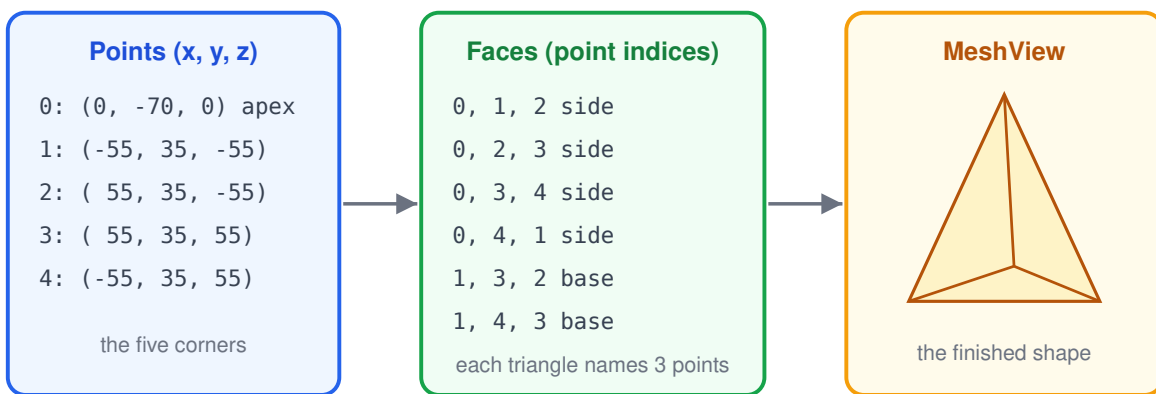 Points (x, y, z)
0: (0, -70, 0) apex
1: (-55, 35, -55)
2: ( 55, 35, -55)
3: ( 55, 35, 55)
4: (-55, 35, 55)
the five corners
Faces (point indices)
0, 1, 2 side
0, 2, 3 side
0, 3, 4 side
0, 4, 1 side
1, 3, 2 base
1, 4, 3 base
each triangle names 3 points
MeshView
the finished shape